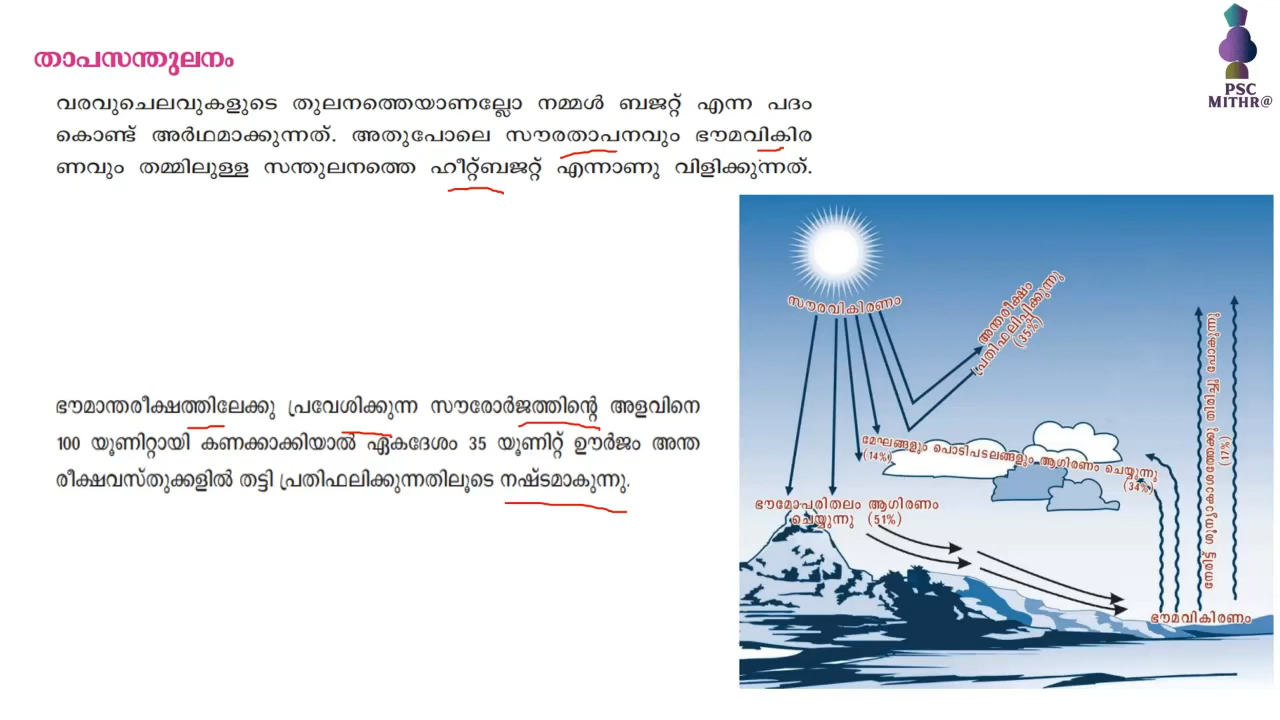 താപസന്തുലനം
വരവുചെലവുകളുടെ തുലനത്തെയാണല്ലോ നമ്മൾ ബജറ്റ് എന്ന പദം
കൊണ്ട് അർഥമാക്കുന്നത്. അതുപോലെ സൗരതാപനവും ഭൗമവികിര
ണവും തമ്മിലുള്ള സന്തുലനത്തെ ഹീറ്റ്ബജറ്റ് എന്നാണു വിളിക്കുന്നത്.
PSC
MITHR@
ഭൗമാന്തരീക്ഷത്തിലേക്കു പ്രവേശിക്കുന്ന സൗരോർജത്തിന്റെ അളവിനെ
100 യൂണിറ്റായി കണക്കാക്കിയാൽ ഏകദേശം 35 യൂണിറ്റ് ഊർജം അന്ത
രീക്ഷവസ്തുക്കളിൽ തട്ടി പ്രതിഫലിക്കുന്നതിലൂടെ നഷ്ടമാകുന്നു.
സൗരവികിരണം
അന്തരീക്ഷം
പ്രതിഫലിപ്പിക്കുന്നു
(35%)
മേഘങ്ങളും പൊടിപടലങ്ങളും ആഗിരണം ചെയ്യുന്നു
(14%)
(34%)
ഭൗമോപരിതലം ആഗിരണം
ചെയ്യുന്നു (51%)
(17%)
ഭൗമവികിരണം